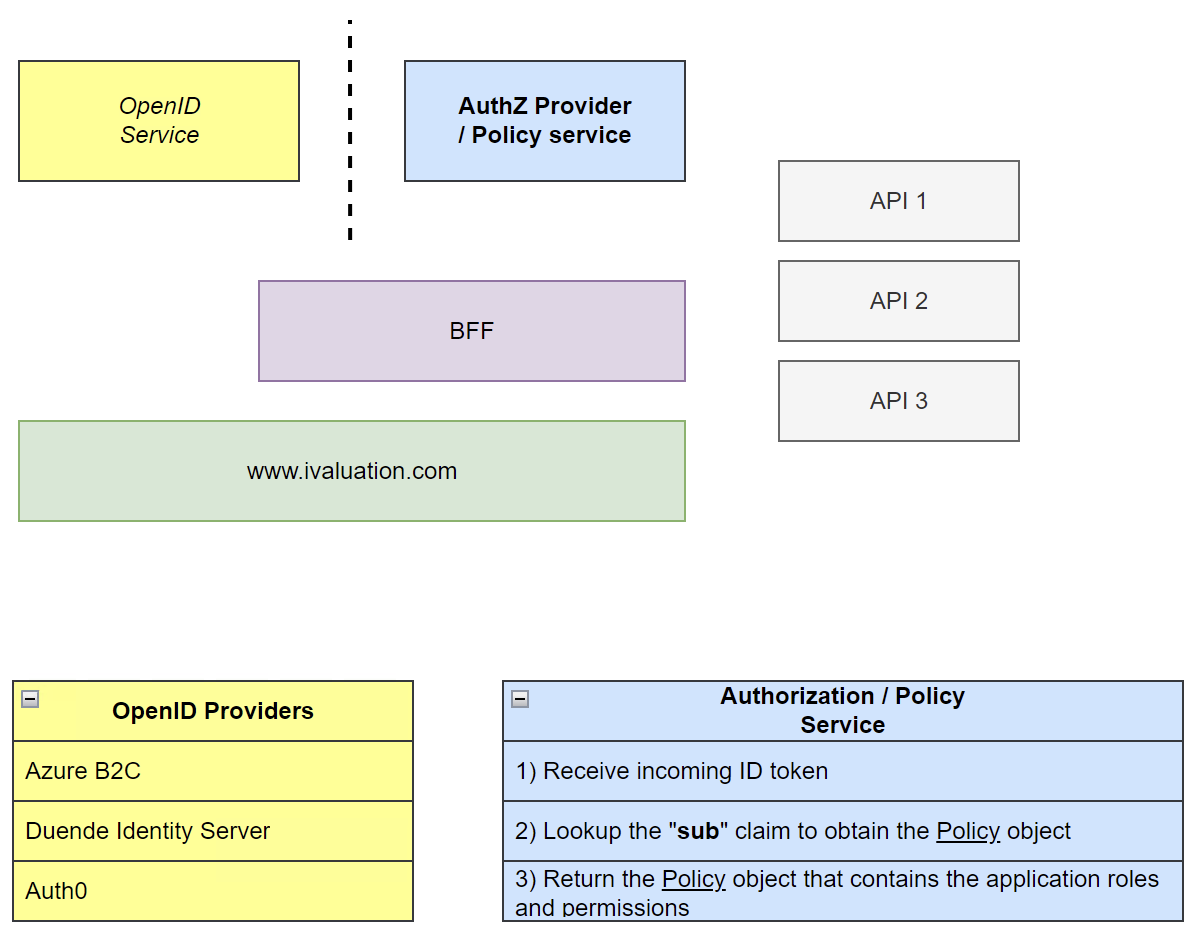 OpenID
Service
AuthZ Provider
/ Policy service
API 1
API 2
BFF
API 3
www.ivaluation.com
OpenID Providers
Azure B2C
Duende Identity Server
Auth0
Authorization / Policy
Service
1) Receive incoming ID token
2) Lookup the "sub" claim to obtain the Policy object
3) Return the Policy object that contains the application roles
and permissions